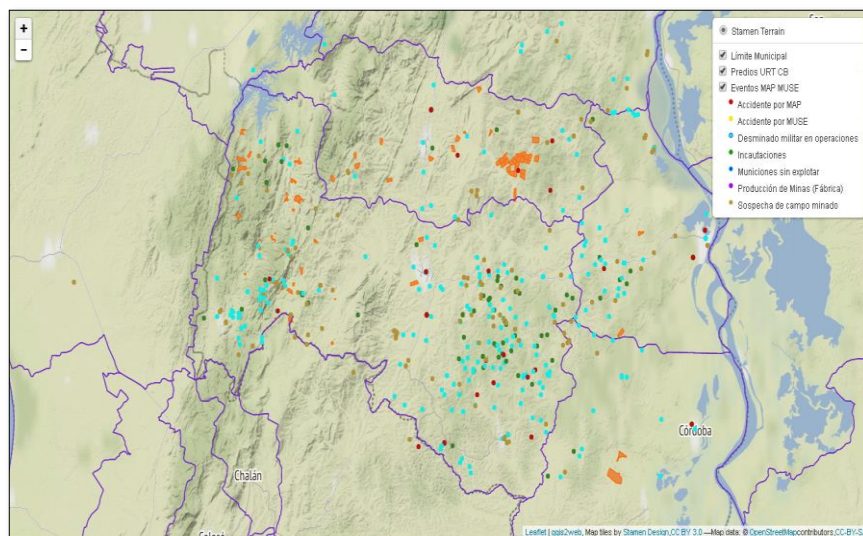 +
−
Stamen Terrain
Límite Municipal
Predios URT CB
Eventos MAP MUSE
Accidente por MAP
Accidente por MUSE
Desminado militar en operaciones
Incautaciones
Municiones sin explotar
Producción de Minas (Fábrica)
Sospecha de campo minado
Córdoba
Chalán
Leaflet | qgis2web, Map tiles by Stamen Design,CC BY 3.0 —Map data: © OpenStreetMapcontributors,CC-BY-S